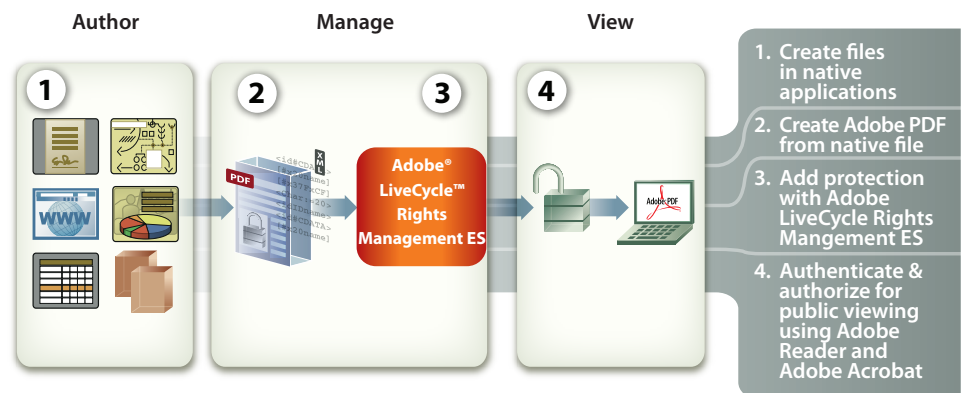 Author
Manage
View
1
2
3
4
WWW
PDF
XML
Adobe®
LiveCycle™
Rights
Management ES
Adobe PDF
1. Create files
in native
applications
2. Create Adobe PDF
from native file
3. Add protection
with Adobe
LiveCycle Rights
Mangement ES
4. Authenticate &
authorize for
public viewing
using Adobe
Reader and
Adobe Acrobat